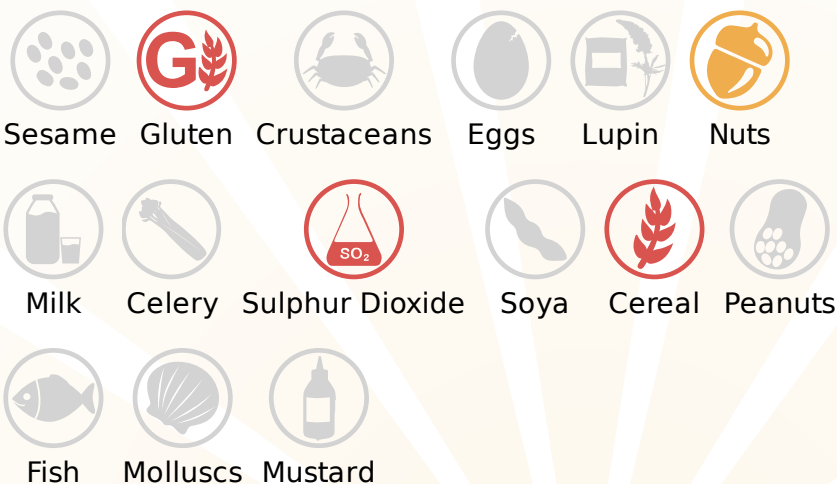 G
Sesame Gluten Crustaceans Eggs Lupin Nuts
SO₂
Milk Celery Sulphur Dioxide Soya Cereal Peanuts
Fish Molluscs Mustard